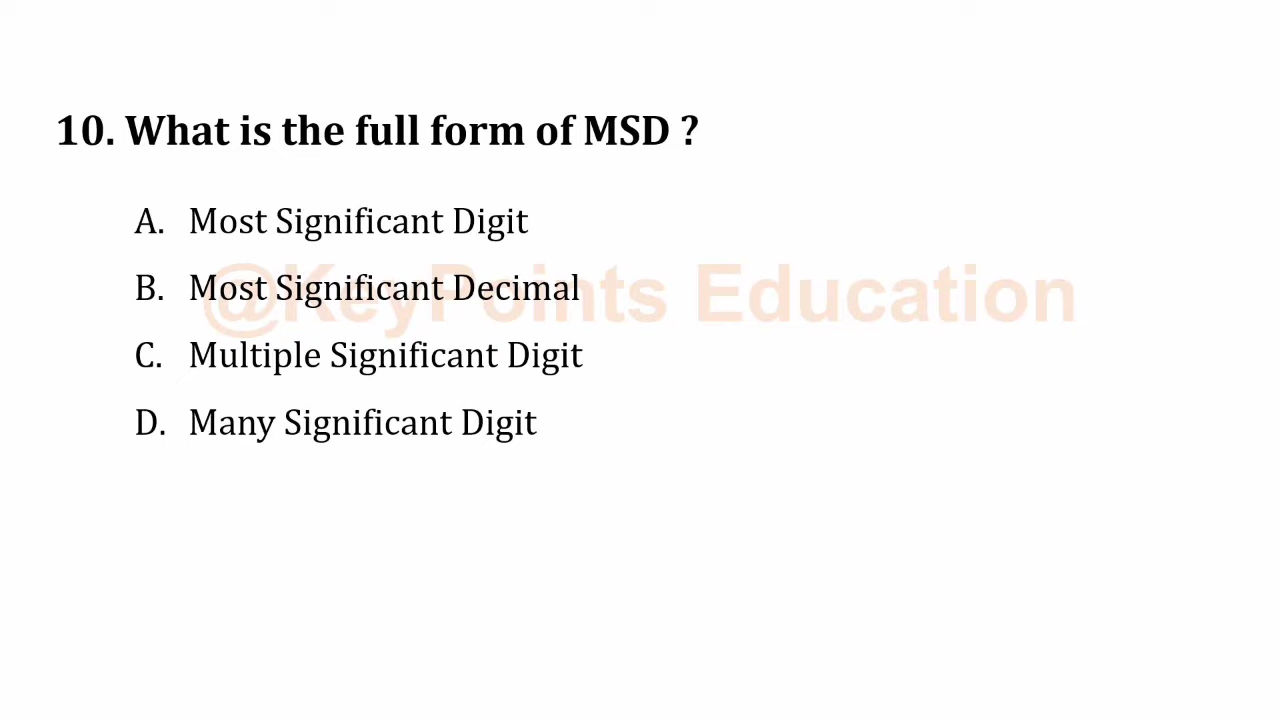 10. What is the full form of MSD ?
A. Most Significant Digit
@KeyPoints Education
B. Most Significant Decimal
C. Multiple Significant Digit
D. Many Significant Digit